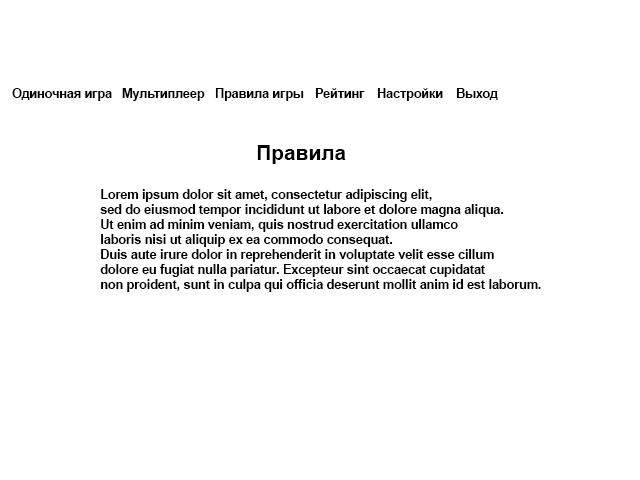 Одиночная игра Мультиплеер Правила игры Рейтинг Настройки Выход
Правила
Lorem ipsum dolor sit amet, consectetur adipiscing elit,
sed do eiusmod tempor incididunt ut labore et dolore magna aliqua.
Ut enim ad minim veniam, quis nostrud exercitation ullamco
laboris nisi ut aliquip ex ea commodo consequat.
Duis aute irure dolor in reprehenderit in voluptate velit esse cillum
dolore eu fugiat nulla pariatur. Excepteur sint occaecat cupidatat
non proident, sunt in culpa qui officia deserunt mollit anim id est laborum.